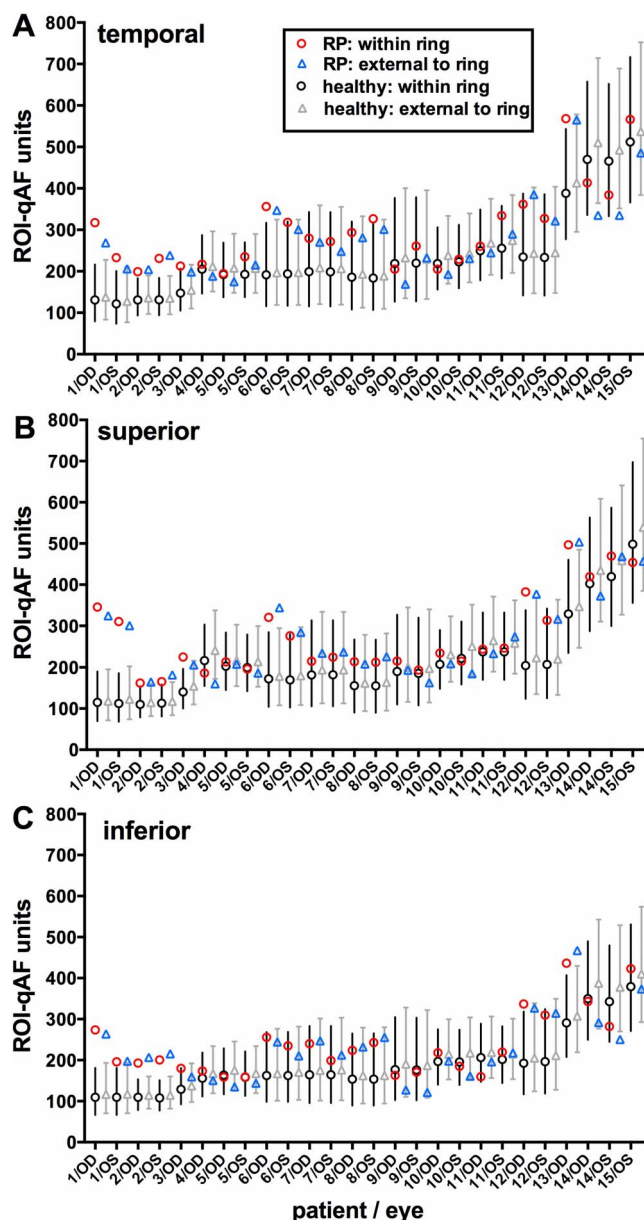 A temporal
RP: within ring
RP: external to ring
healthy: within ring
healthy: external to ring
ROI-qAF units
800
700
600
500
400
300
200
100
0
1/OD 1/OS 2/OD 2/OS 3/OD 4/OD 5/OD 5/OS 6/OD 6/OS 7/OD 7/OS 8/OD 8/OS 9/OD 9/OS 10/OD 10/OS 11/OD 11/OS 12/OD 12/OS 13/OD 14/OD 14/OS 15/OS
B superior
ROI-qAF units
800
700
600
500
400
300
200
100
0
1/OD 1/OS 2/OD 2/OS 3/OD 4/OD 5/OD 5/OS 6/OD 6/OS 7/OD 7/OS 8/OD 8/OS 9/OD 9/OS 10/OD 10/OS 11/OD 11/OS 12/OD 12/OS 13/OD 14/OD 14/OS 15/OS
C inferior
ROI-qAF units
800
700
600
500
400
300
200
100
0
1/OD 1/OS 2/OD 2/OS 3/OD 4/OD 5/OD 5/OS 6/OD 6/OS 7/OD 7/OS 8/OD 8/OS 9/OD 9/OS 10/OD 10/OS 11/OD 11/OS 12/OD 12/OS 13/OD 14/OD 14/OS 15/OS
patient / eye